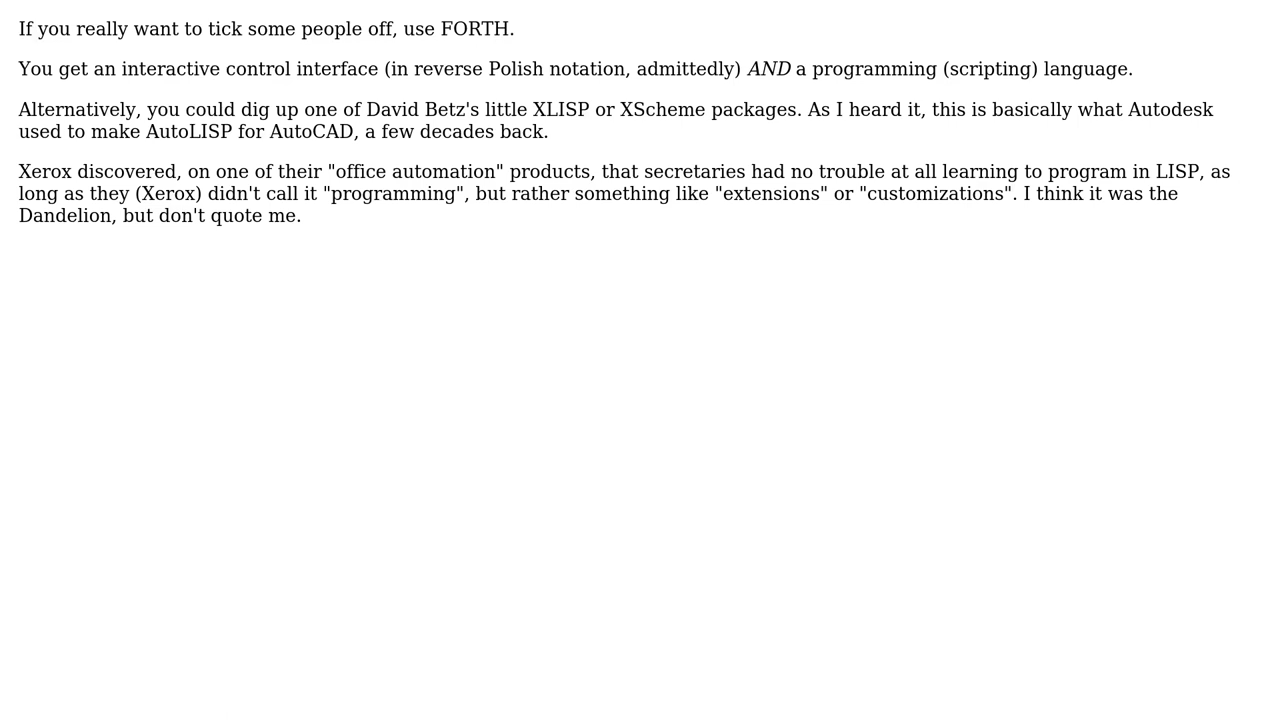 If you really want to tick some people off, use FORTH.
You get an interactive control interface (in reverse Polish notation, admittedly) AND a programming (scripting) language.
Alternatively, you could dig up one of David Betz's little XLISP or XScheme packages. As I heard it, this is basically what Autodesk
used to make AutoLISP for AutoCAD, a few decades back.
Xerox discovered, on one of their "office automation" products, that secretaries had no trouble at all learning to program in LISP, as
long as they (Xerox) didn't call it "programming", but rather something like "extensions" or "customizations". I think it was the
Dandelion, but don't quote me.